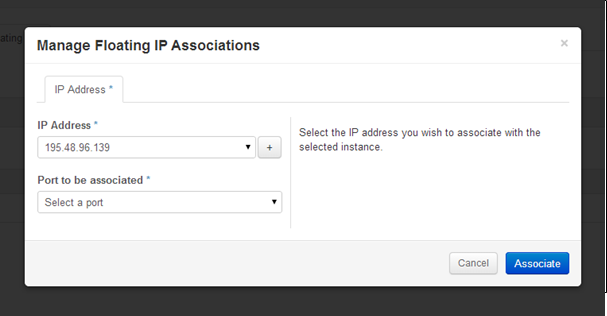 ating
Manage Floating IP Associations
×
IP Address *
IP Address *
195.48.96.139
+
Select the IP address you wish to associate with the
selected instance.
Port to be associated *
Select a port
Cancel
Associate